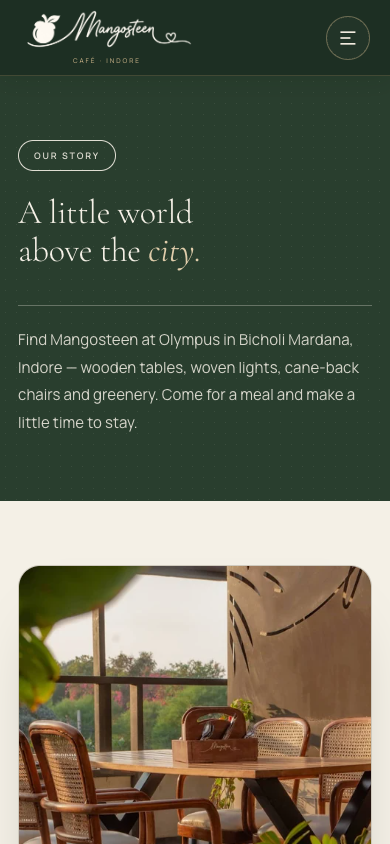 Mangosteen
CAFÉ · INDORE
OUR STORY
A little world
above the city.
Find Mangosteen at Olympus in Bicholi Mardana,
Indore — wooden tables, woven lights, cane-back
chairs and greenery. Come for a meal and make a
little time to stay.
Mangosteen